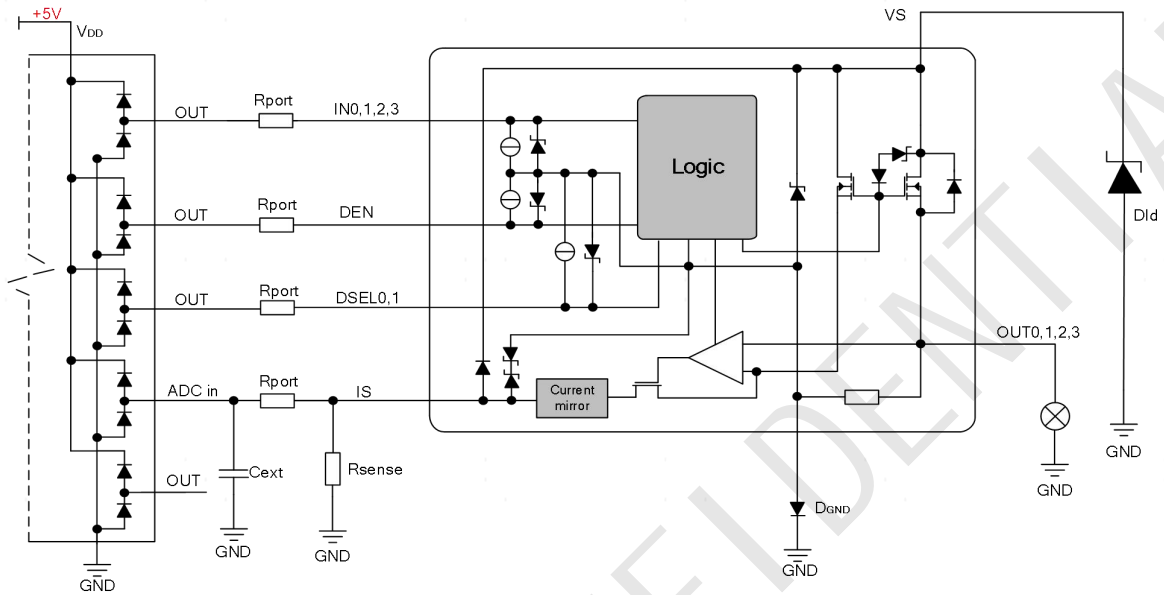 +5V
VDD
VS
OUT
Rport
IN0,1,2,3
Logic
OUT
Rport
DEN
Dld
OUT
Rport
DSEL0,1
OUT0,1,2,3
ADC in
Rport
IS
Current
mirror
OUT
Cext
Rsense
GND
DGND
GND
GND
GND
GND
GND
FIDENTIAL